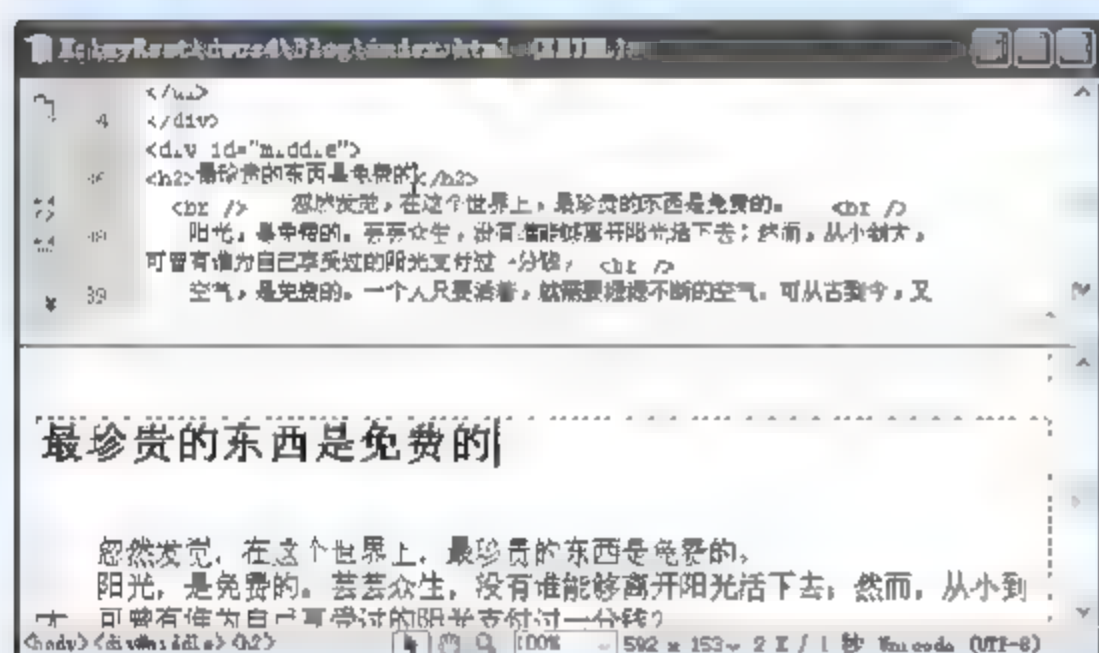 </ul>
</div>
<div id="middle">
<h2>最珍贵的东西是免费的</h2>
<br /> 忽然发觉，在这个世界上，最珍贵的东西是免费的。 <br />
阳光，是免费的。芸芸众生，没有谁能够离开阳光活下去；然而，从小到大，
可曾有谁为自己享受过的阳光支付过一分钱？ <br />
39 空气，是免费的。一个人只要活着，就需要源源不断的空气。可从古到今，又
最珍贵的东西是免费的
忽然发觉，在这个世界上，最珍贵的东西是免费的。
阳光，是免费的。芸芸众生，没有谁能够离开阳光活下去；然而，从小到
大，可曾有谁为自己享受过的阳光支付过一分钱？
<body><div#middle><h2> 100% 592 x 153 2 K / 1 秒 Unicode (UTF-8)